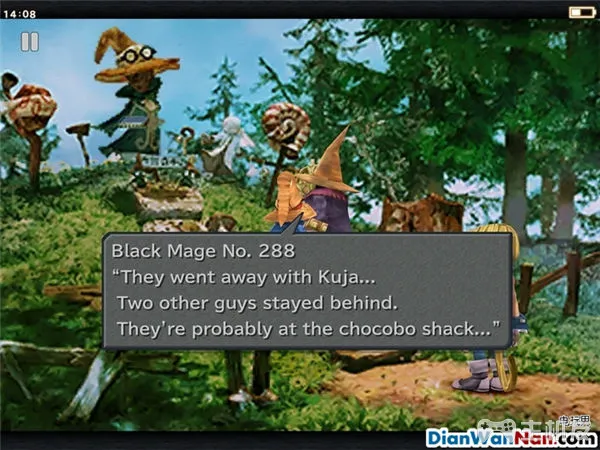 14:08
Black Mage No. 288
“They went away with Kuja...
Two other guys stayed behind.
They're probably at the chocobo shack...”
DianWanNan.com